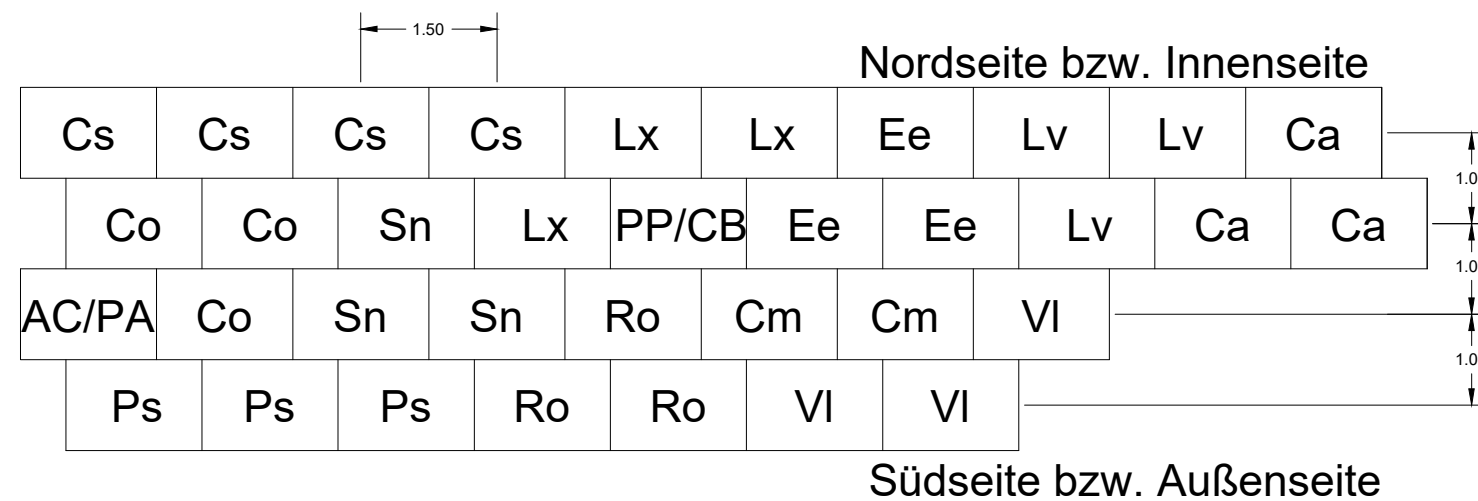 1.50
Nordseite bzw. Innenseite
Cs Cs Cs Cs Lx Lx Ee Lv Lv Ca
1.0
Co Co Sn Lx PP/CB Ee Ee Lv Ca Ca
1.0
AC/PA Co Sn Sn Ro Cm Cm Vl
1.0
Ps Ps Ps Ro Ro Vl Vl
Südseite bzw. Außenseite